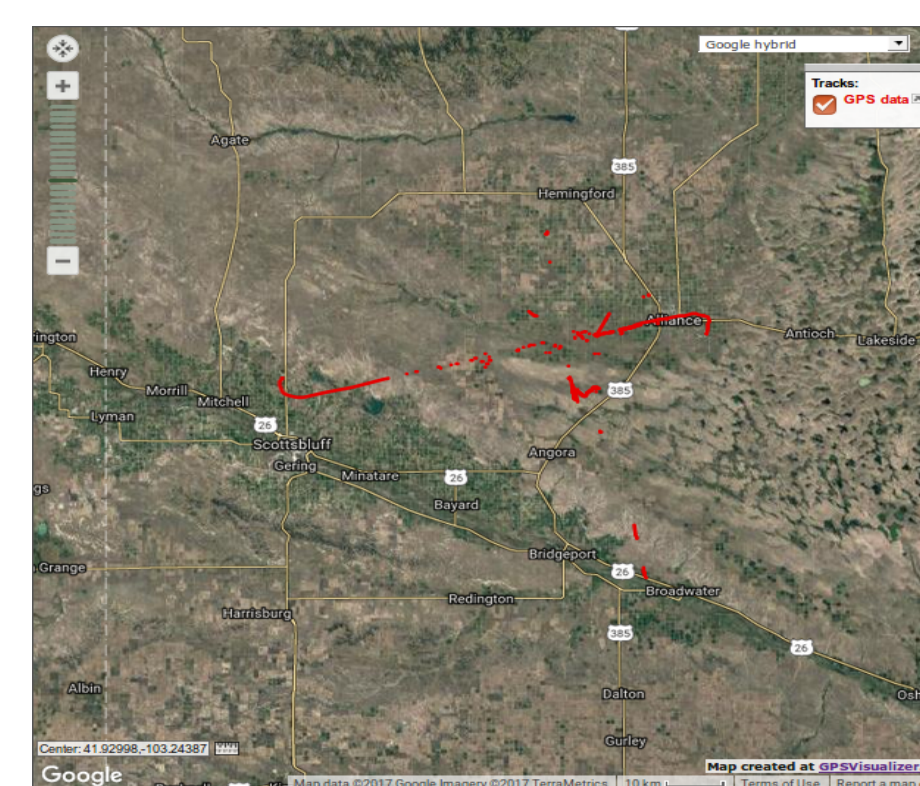 Google hybrid
Tracks:
GPS data
Agate
385
Hemingford
Alliance
Antioch
Lakeside
rington
Henry
Morrill
Mitchell
Lyman
26
385
Scottsbluff
Gering
Angora
Minatare
26
gs
Bayard
Bridgeport
Grange
26
Broadwater
Redington
Harrisburg
385
26
Albin
Dalton
Osh
Gurley
Center: 41.92998,-103.24387
Map created at GPSVisualizer
Google
Map data ©2017 Google Imagery ©2017 TerraMetrics 10 km Terms of Use Report a map